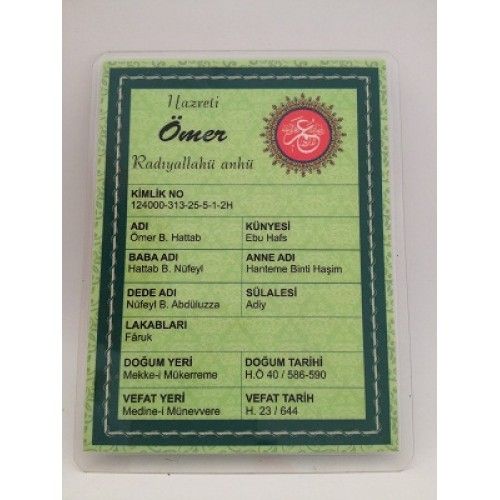 Hazreti
Ömer
Radıyallahü anhü
عمر
KİMLİK NO
124000-313-25-5-1-2H
ADI
Ömer B. Hattab
KÜNYESİ
Ebu Hafs
BABA ADI
Hattab B. Nüfeyl
ANNE ADI
Hanteme Binti Haşim
DEDE ADI
Nüfeyl B. Abdüluzza
SÜLALESİ
Adiy
LAKABLARI
Fâruk
DOĞUM YERİ
Mekke-i Mükerreme
DOĞUM TARİHİ
H.Ö 40 / 586-590
VEFAT YERİ
Medine-i Münevvere
VEFAT TARİH
H. 23 / 644